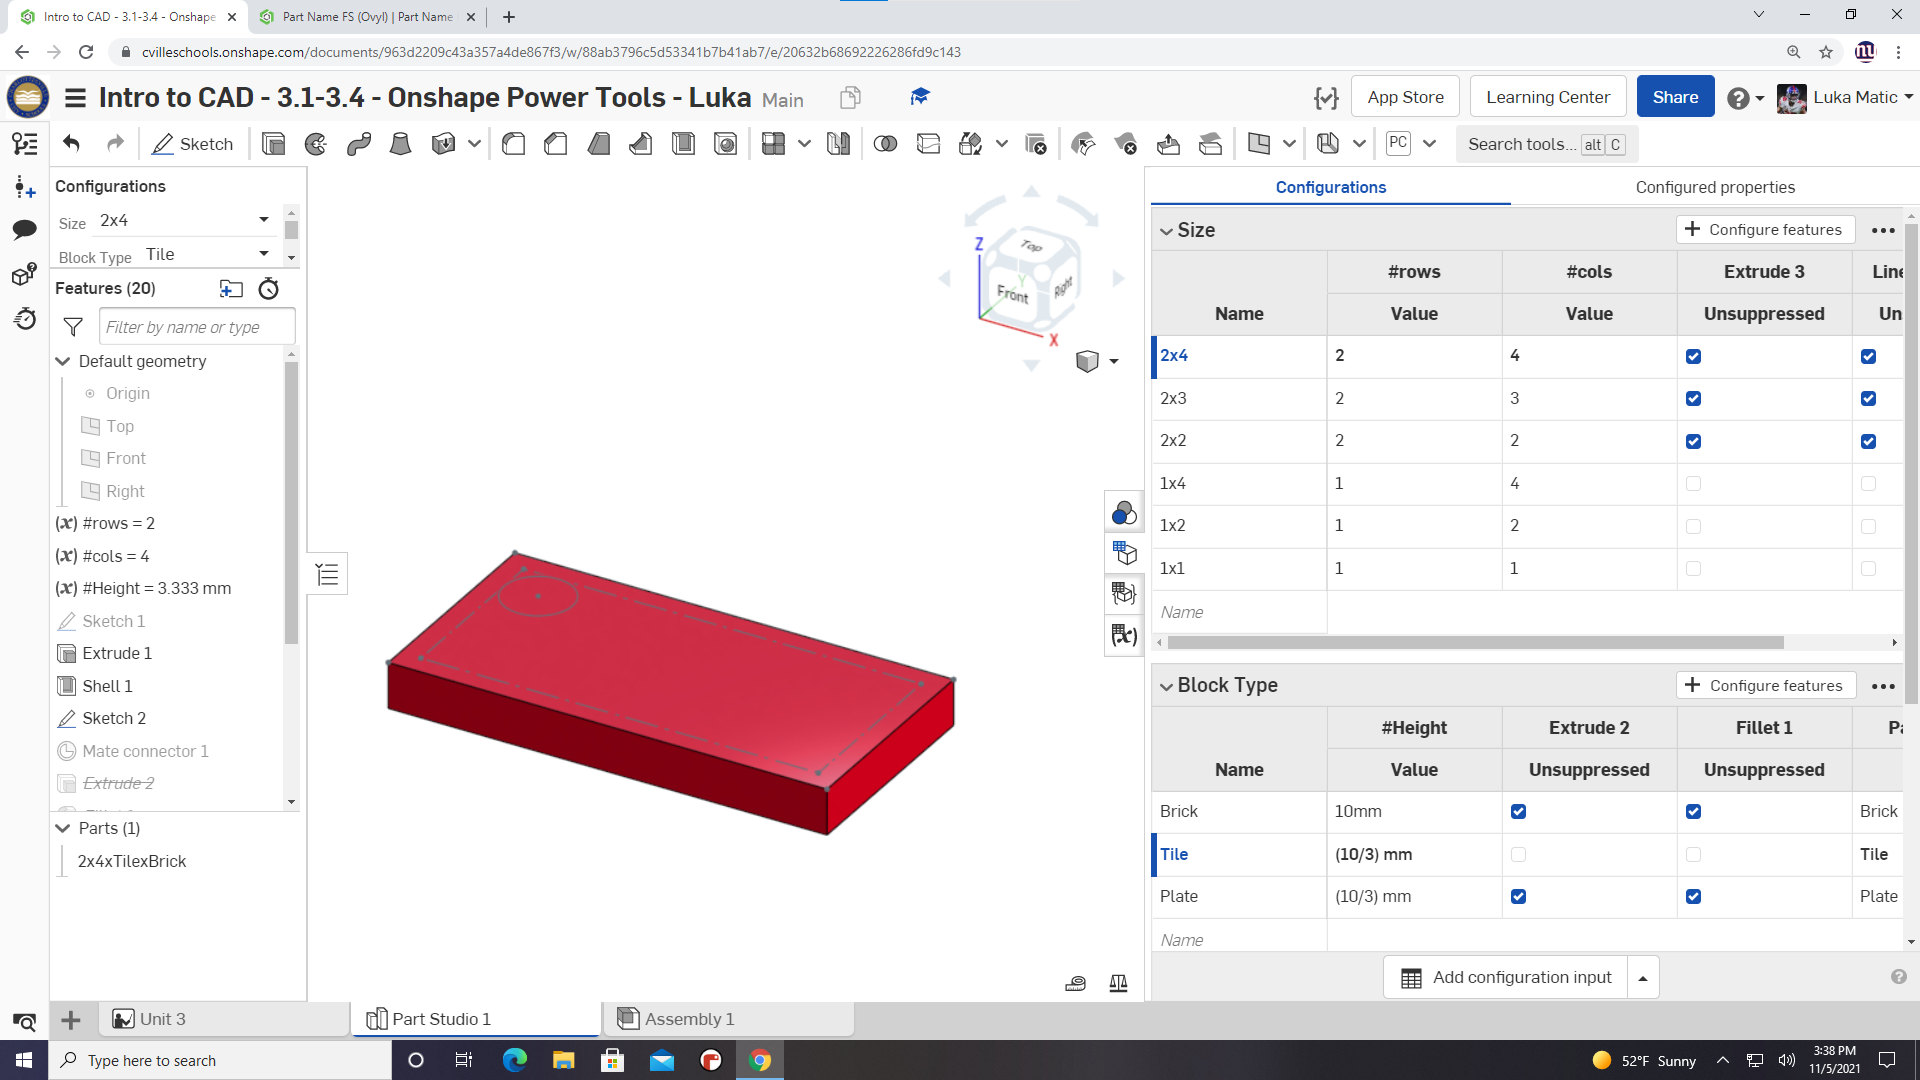 Intro to CAD - 3.1-3.4 - Onshape
Part Name FS (Ovyl) | Part Name
cvilleschools.onshape.com/documents/963d2209c43a357a4de867f3/w/88ab3796c5d53341b7b41ab7/e/20632b68692226286fd9c143
Intro to CAD - 3.1-3.4 - Onshape Power Tools - Luka Main
App Store
Learning Center
Share
Luka Matic
Sketch
PC
Search tools... alt C
Configurations
Size 2x4
Block Type Tile
Features (20)
Filter by name or type
Default geometry
Origin
Top
Front
Right
(x) #rows = 2
(x) #cols = 4
(x) #Height = 3.333 mm
Sketch 1
Extrude 1
Shell 1
Sketch 2
Mate connector 1
Extrude 2
Parts (1)
2x4xTilexBrick
Z
Top
Y
Front
Right
X
Configurations
Configured properties
Size
+ Configure features
#rows #cols Extrude 3 Line
Name Value Value Unsuppressed Un
2x4 2 4
2x3 2 3
2x2 2 2
1x4 1 4
1x2 1 2
1x1 1 1
Name
Block Type
+ Configure features
#Height Extrude 2 Fillet 1 Pa
Name Value Unsuppressed Unsuppressed
Brick 10mm Brick
Tile (10/3) mm Tile
Plate (10/3) mm Plate
Name
Add configuration input
Unit 3
Part Studio 1
Assembly 1
Type here to search
52°F Sunny
3:38 PM
11/5/2021